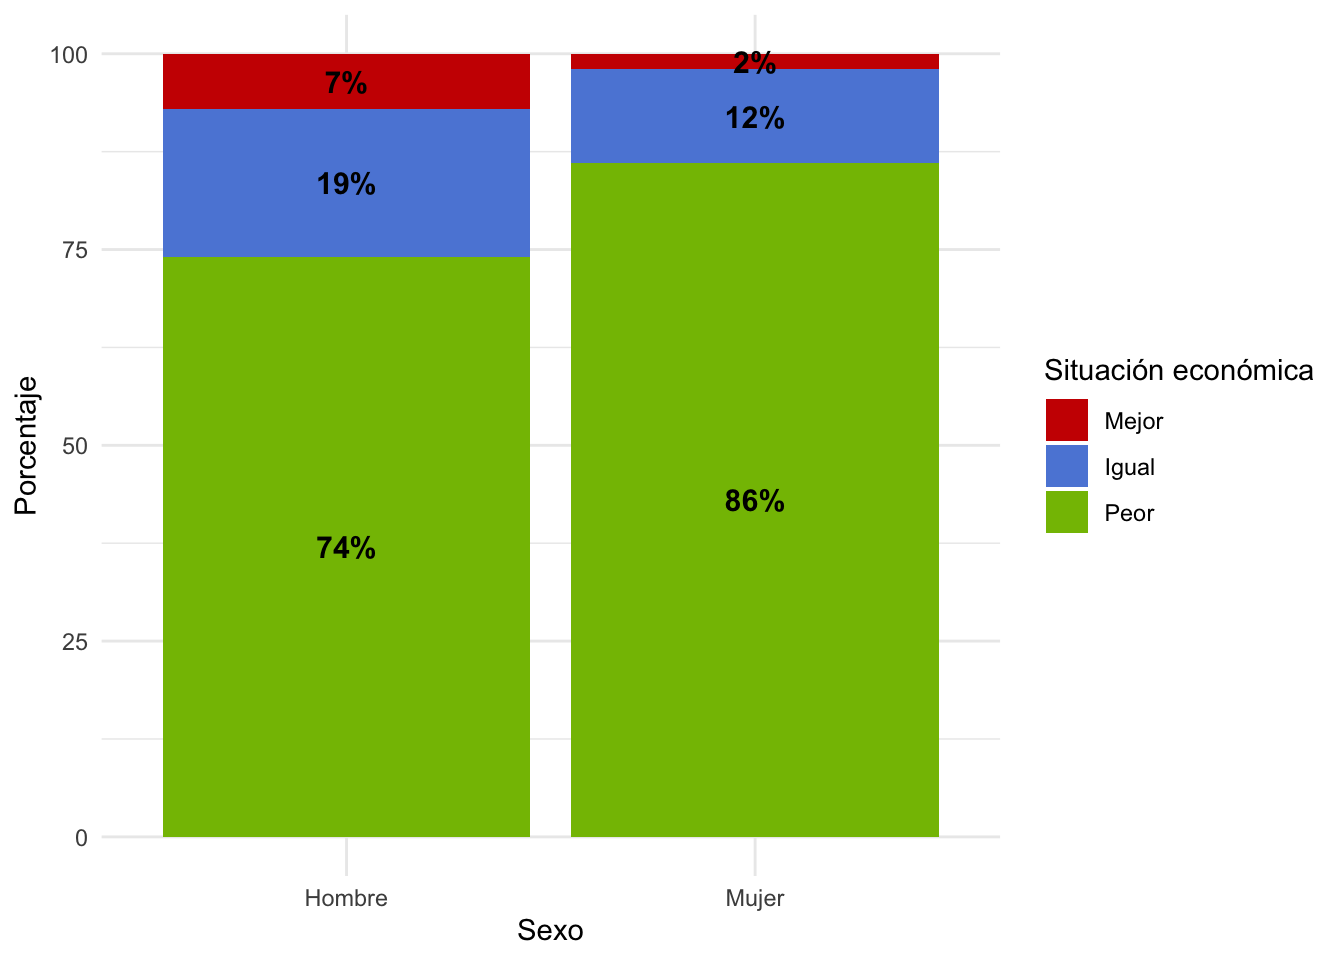 100
75
50
25
0
Porcentaje
7%
19%
74%
2%
12%
86%
Hombre
Mujer
Sexo
Situación económica
Mejor
Igual
Peor